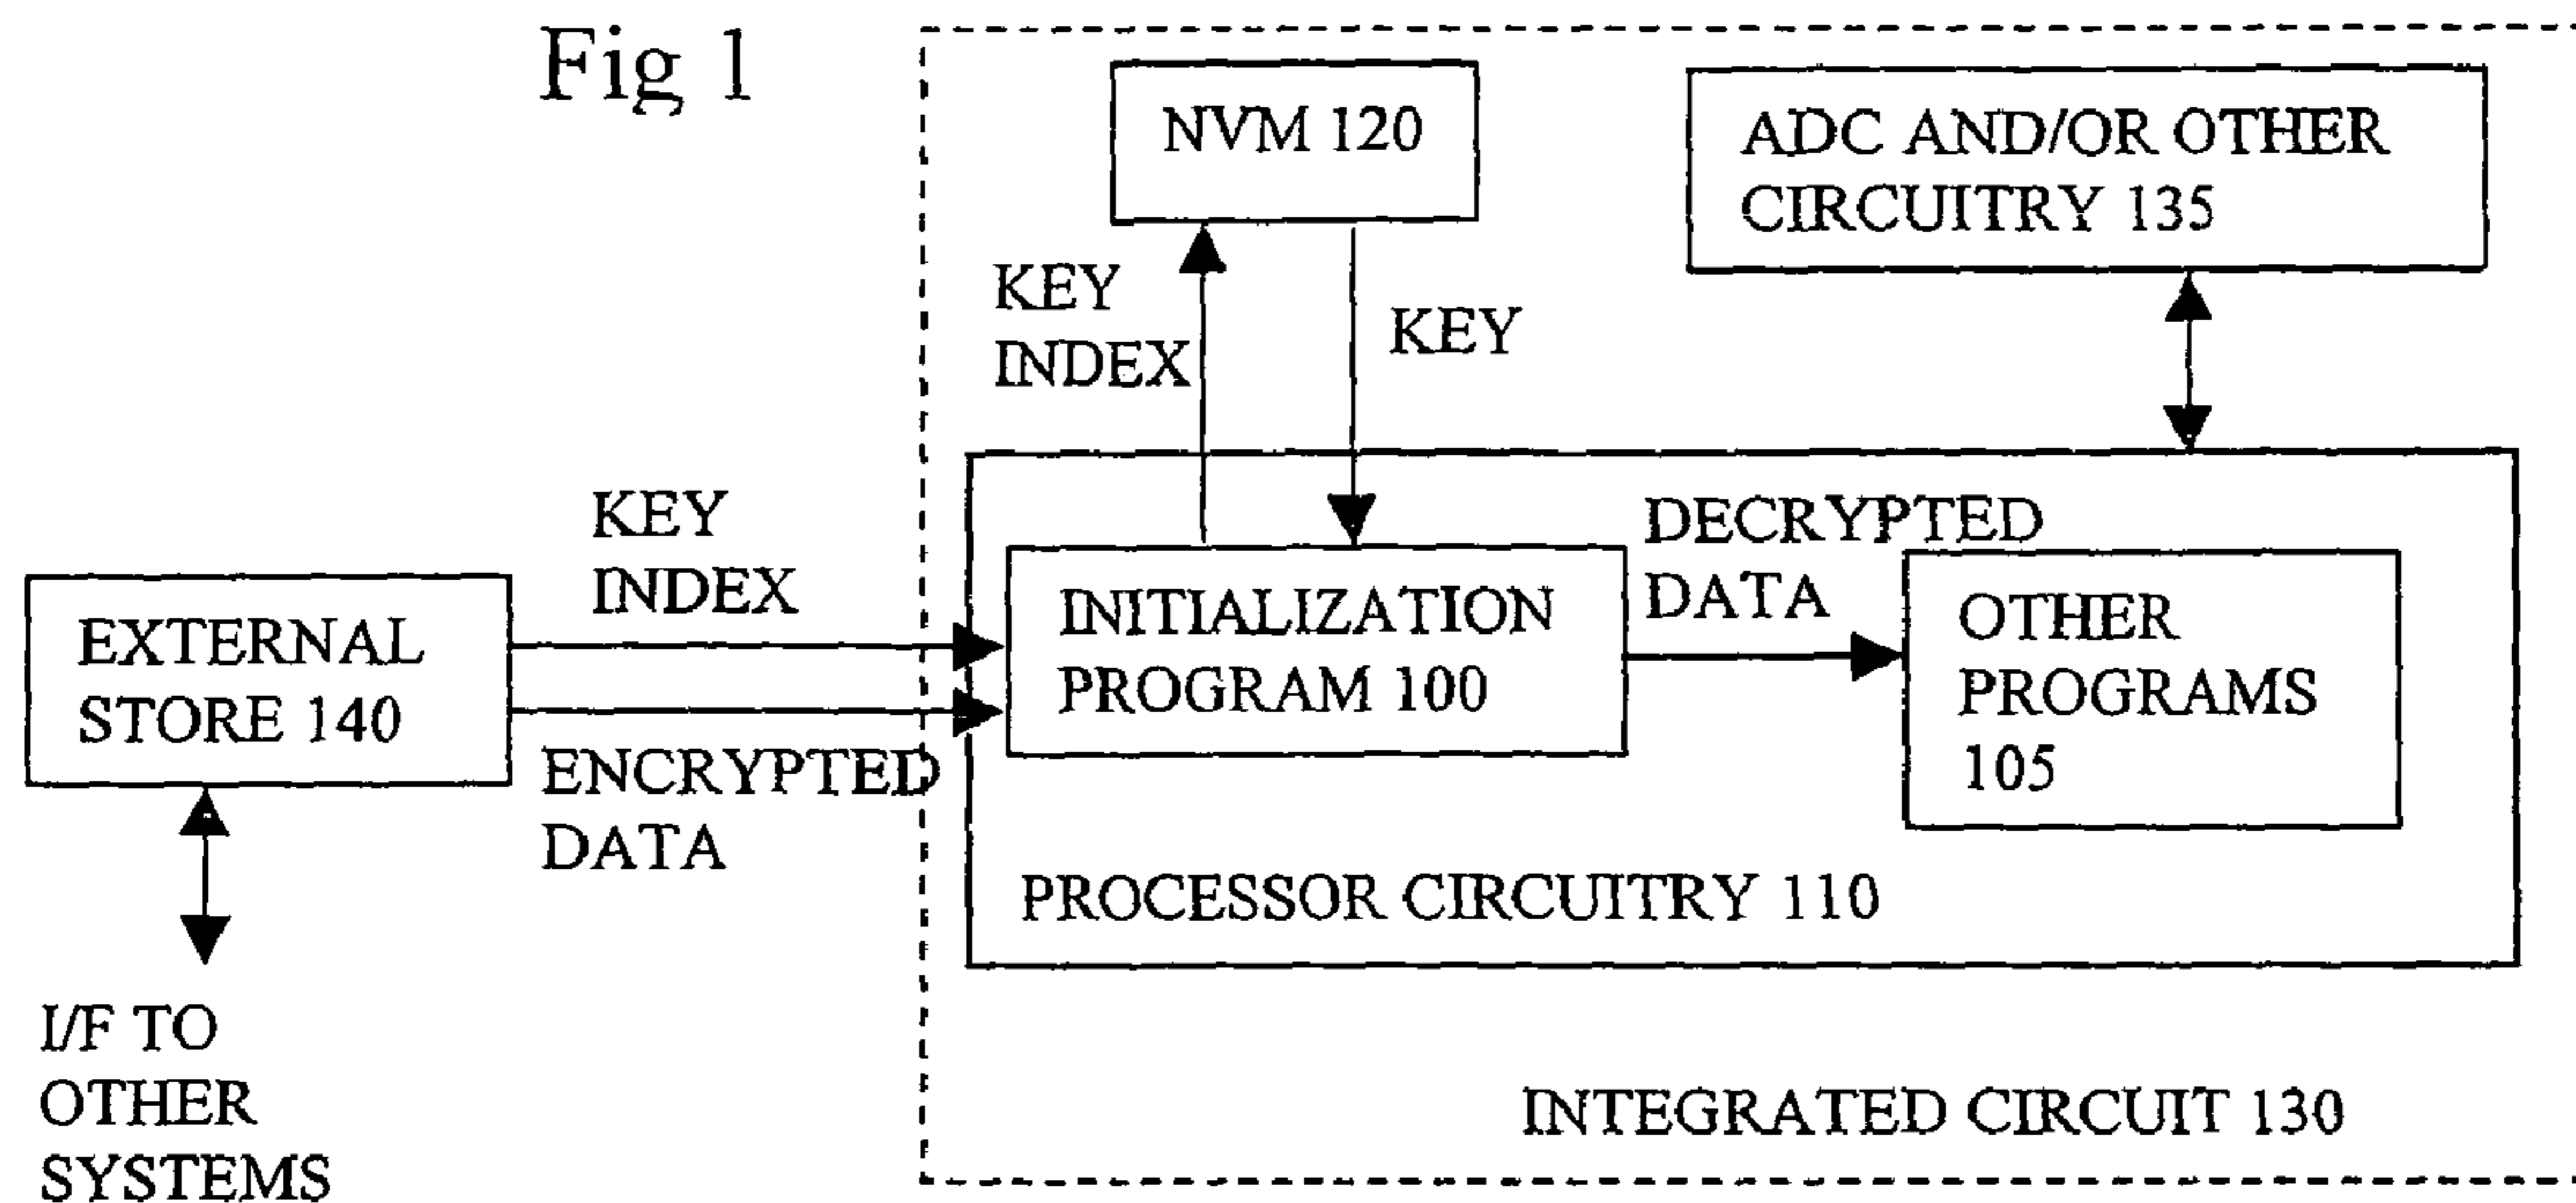 Fig 1
NVM 120
ADC AND/OR OTHER
CIRCUITRY 135
KEY
INDEX
KEY
KEY
INDEX
DECRYPTED
DATA
EXTERNAL
STORE 140
INITIALIZATION
PROGRAM 100
OTHER
PROGRAMS
105
ENCRYPTED
DATA
PROCESSOR CIRCUITRY 110
I/F TO
OTHER
SYSTEMS
INTEGRATED CIRCUIT 130